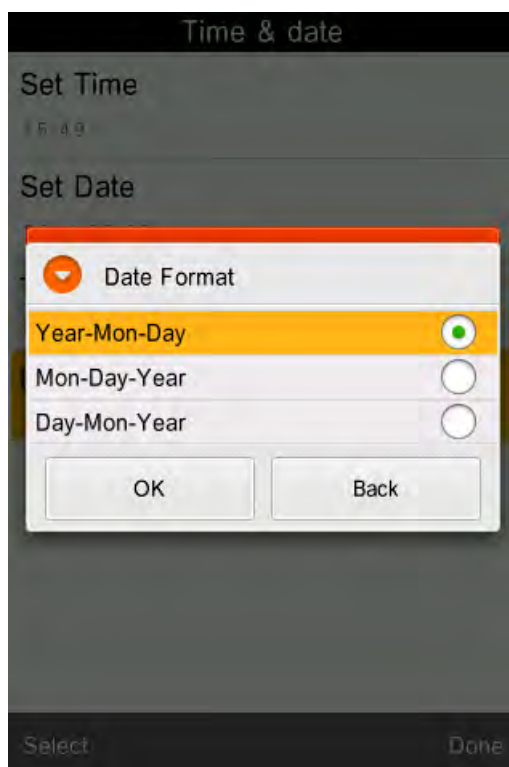 Time & date
Set Time
15:49
Set Date
Date Format
Year-Mon-Day
Mon-Day-Year
Day-Mon-Year
OK Back
Select Done